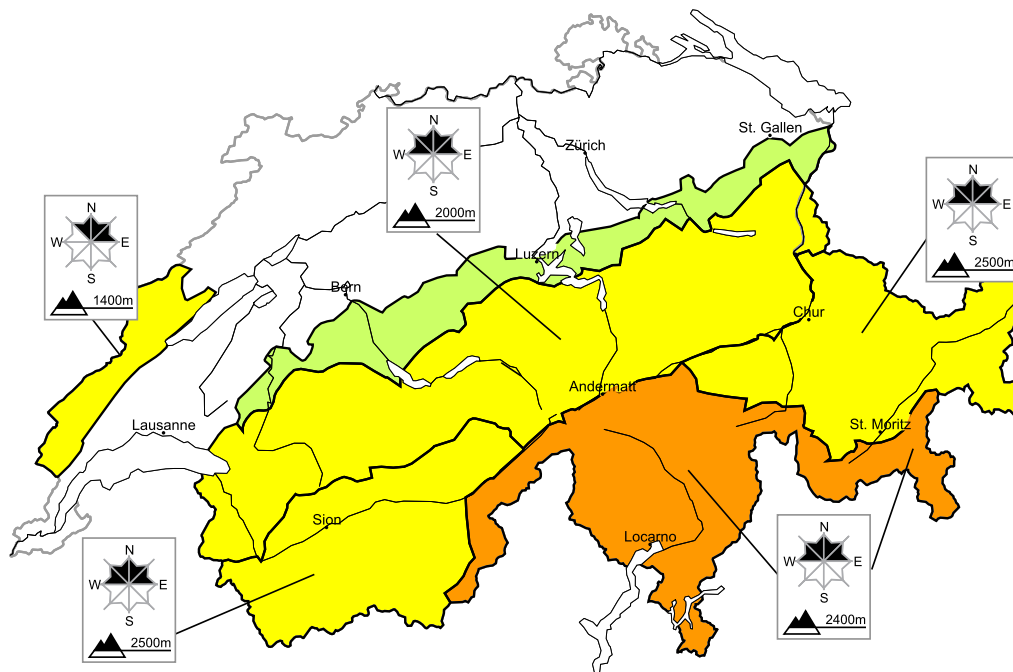 N
W E
S
2000m
St. Gallen
Zürich
N
W E
S
2500m
N
W E
S
1400m
Luzern
Bern
Chur
Andermatt
Lausanne
St. Moritz
Sion
Locarno
N
W E
S
2500m
N
W E
S
2400m